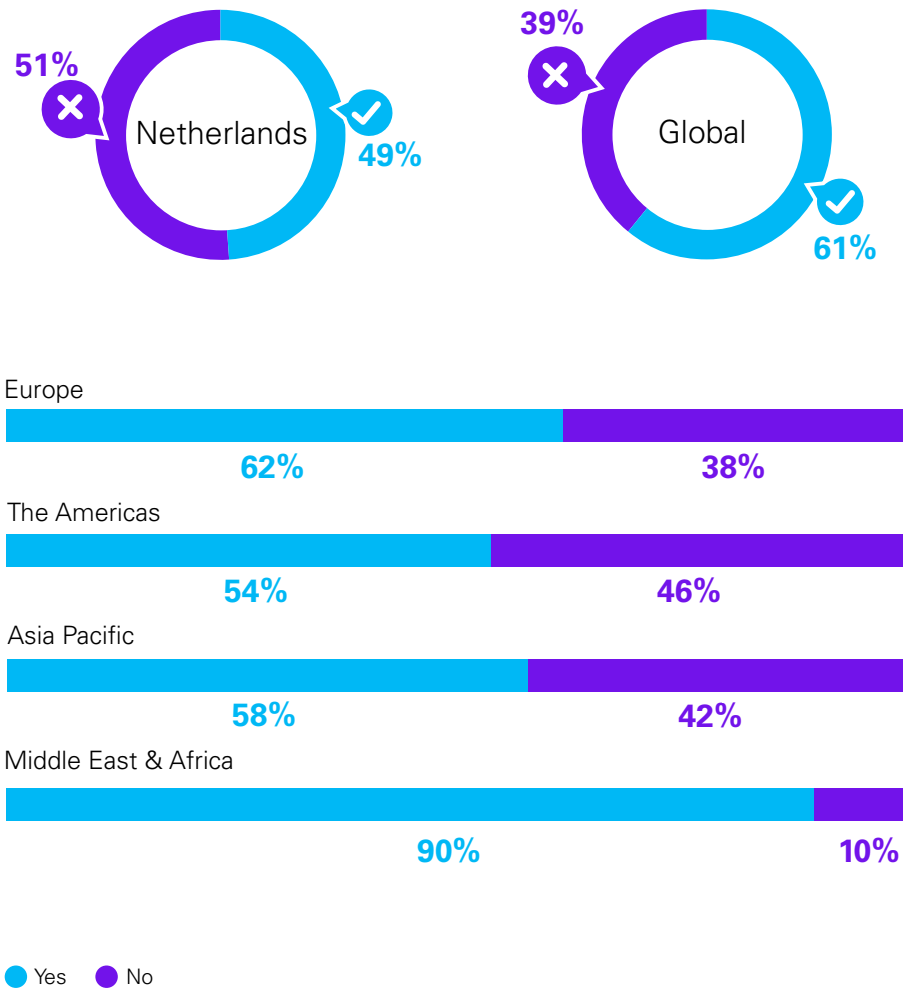 51%
Netherlands
49%
39%
Global
61%
Europe
62% 38%
The Americas
54% 46%
Asia Pacific
58% 42%
Middle East & Africa
90% 10%
Yes No